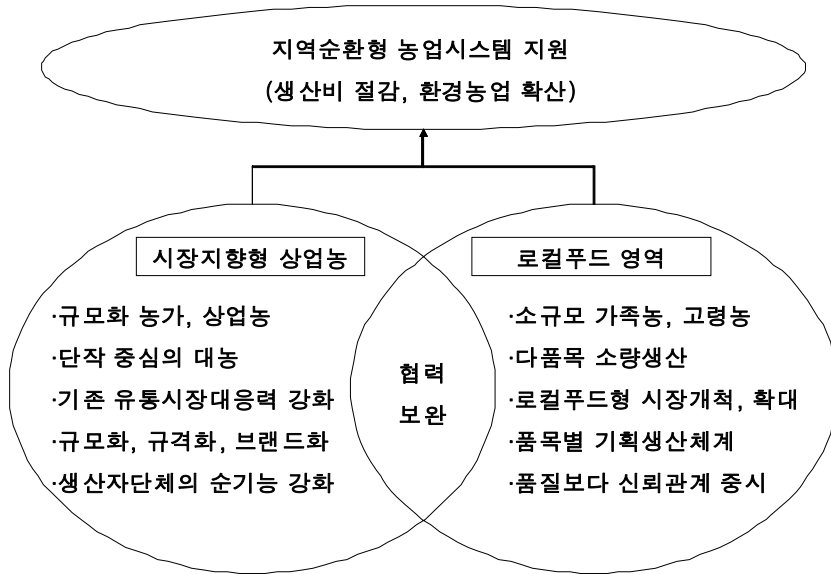 지역순환형 농업시스템 지원
(생산비 절감, 환경농업 확산)
시장지향형 상업농
·규모화 농가, 상업농
·단작 중심의 대농
·기존 유통시장대응력 강화
·규모화, 규격화, 브랜드화
·생산자단체의 순기능 강화
협력
보완
로컬푸드 영역
·소규모 가족농, 고령농
·다품목 소량생산
·로컬푸드형 시장개척, 확대
·품목별 기획생산체계
·품질보다 신뢰관계 중시